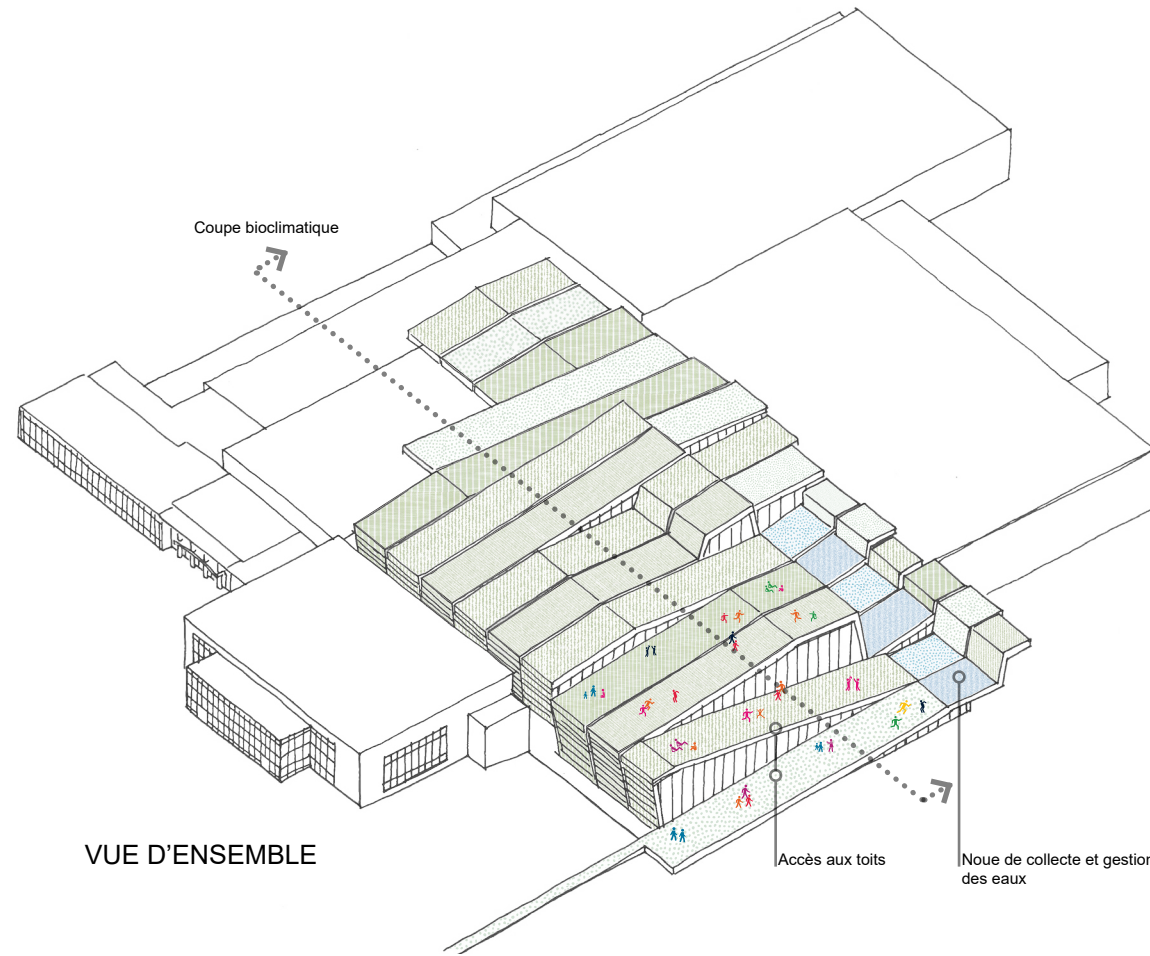 Coupe bioclimatique
VUE D'ENSEMBLE
Accès aux toits
Noue de collecte et gestion
des eaux